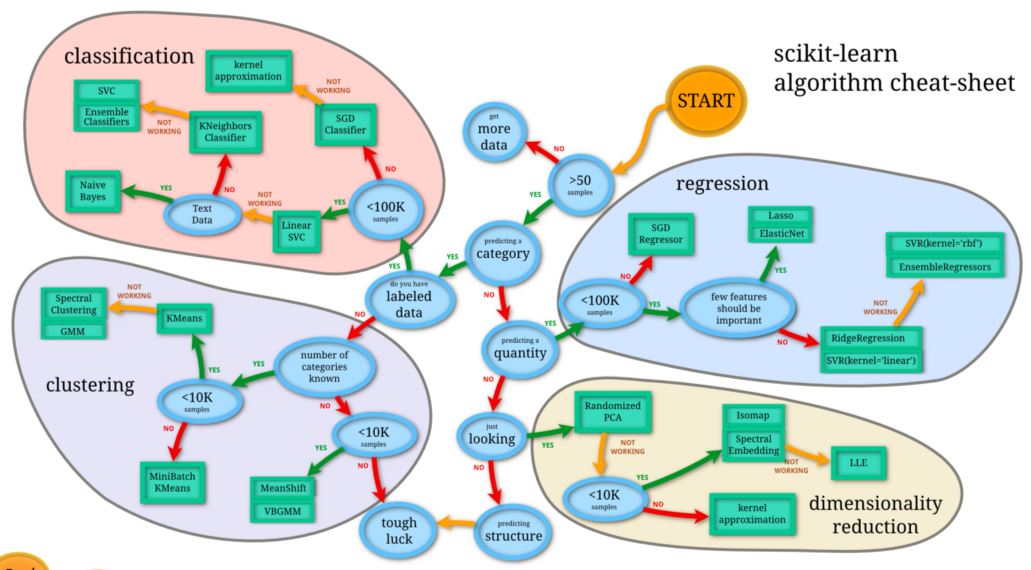 scikit-learn
algorithm cheat-sheet
START
classification
kernel
approximation
NOT
WORKING
SVC
Ensemble
Classifiers
NOT
WORKING
KNeighbors
Classifier
SGD
Classifier
NO
Naive
Bayes
YES
Text
Data
NO
NOT
WORKING
Linear
SVC
YES
<100K
samples
YES
get
more
data
NO
>50
samples
YES
predicting a
category
YES
NO
do you have
labeled
data
NO
predicting a
quantity
YES
NO
just
looking
YES
NO
predicting
structure
tough
luck
regression
SGD
Regressor
NO
<100K
samples
YES
few features
should be
important
YES
Lasso
ElasticNet
NO
RidgeRegression
SVR(kernel='linear')
NOT
WORKING
SVR(kernel='rbf')
EnsembleRegressors
clustering
Spectral
Clustering
GMM
NOT
WORKING
KMeans
YES
<10K
samples
YES
number of
categories
known
NO
NO
MiniBatch
KMeans
<10K
samples
YES
NO
MeanShift
VBGMM
Randomized
PCA
NOT
WORKING
<10K
samples
YES
NO
Isomap
Spectral
Embedding
NOT
WORKING
LLE
kernel
approximation
dimensionality
reduction